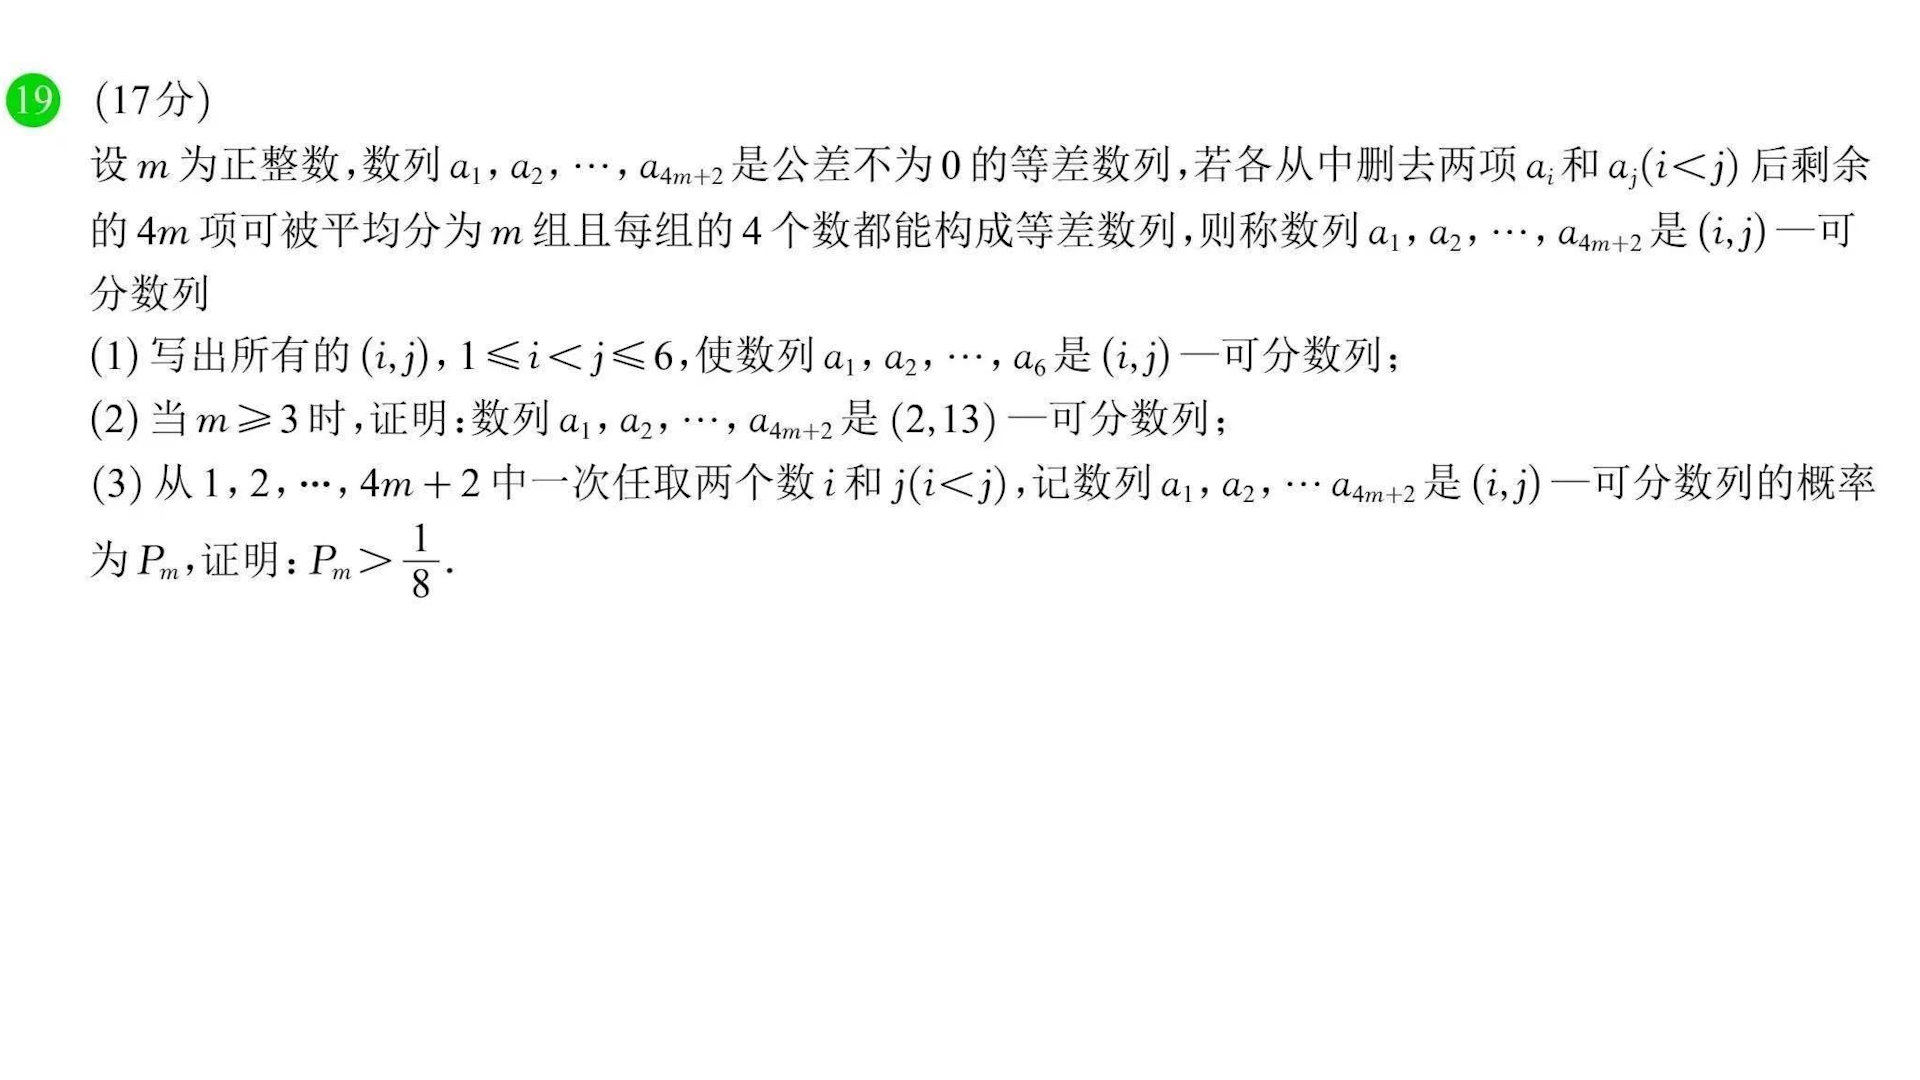 19 (17分)
设 m 为正整数,数列 a₁, a₂, ⋯, a₄ₘ₊₂ 是公差不为 0 的等差数列,若各从中删去两项 aᵢ 和 aⱼ(i<j) 后剩余
的 4m 项可被平均分为 m 组且每组的 4 个数都能构成等差数列,则称数列 a₁, a₂, ⋯, a₄ₘ₊₂ 是 (i,j) —可
分数列
(1) 写出所有的 (i,j), 1⩽i<j⩽6,使数列 a₁, a₂, ⋯, a₆ 是 (i,j) —可分数列;
(2) 当 m⩾3 时,证明:数列 a₁, a₂, ⋯, a₄ₘ₊₂ 是 (2,13) —可分数列;
(3) 从 1, 2, ⋯, 4m+2 中一次任取两个数 i 和 j(i<j),记数列 a₁, a₂, ⋯ a₄ₘ₊₂ 是 (i,j) —可分数列的概率
为 Pₘ,证明: Pₘ > 1/8 .